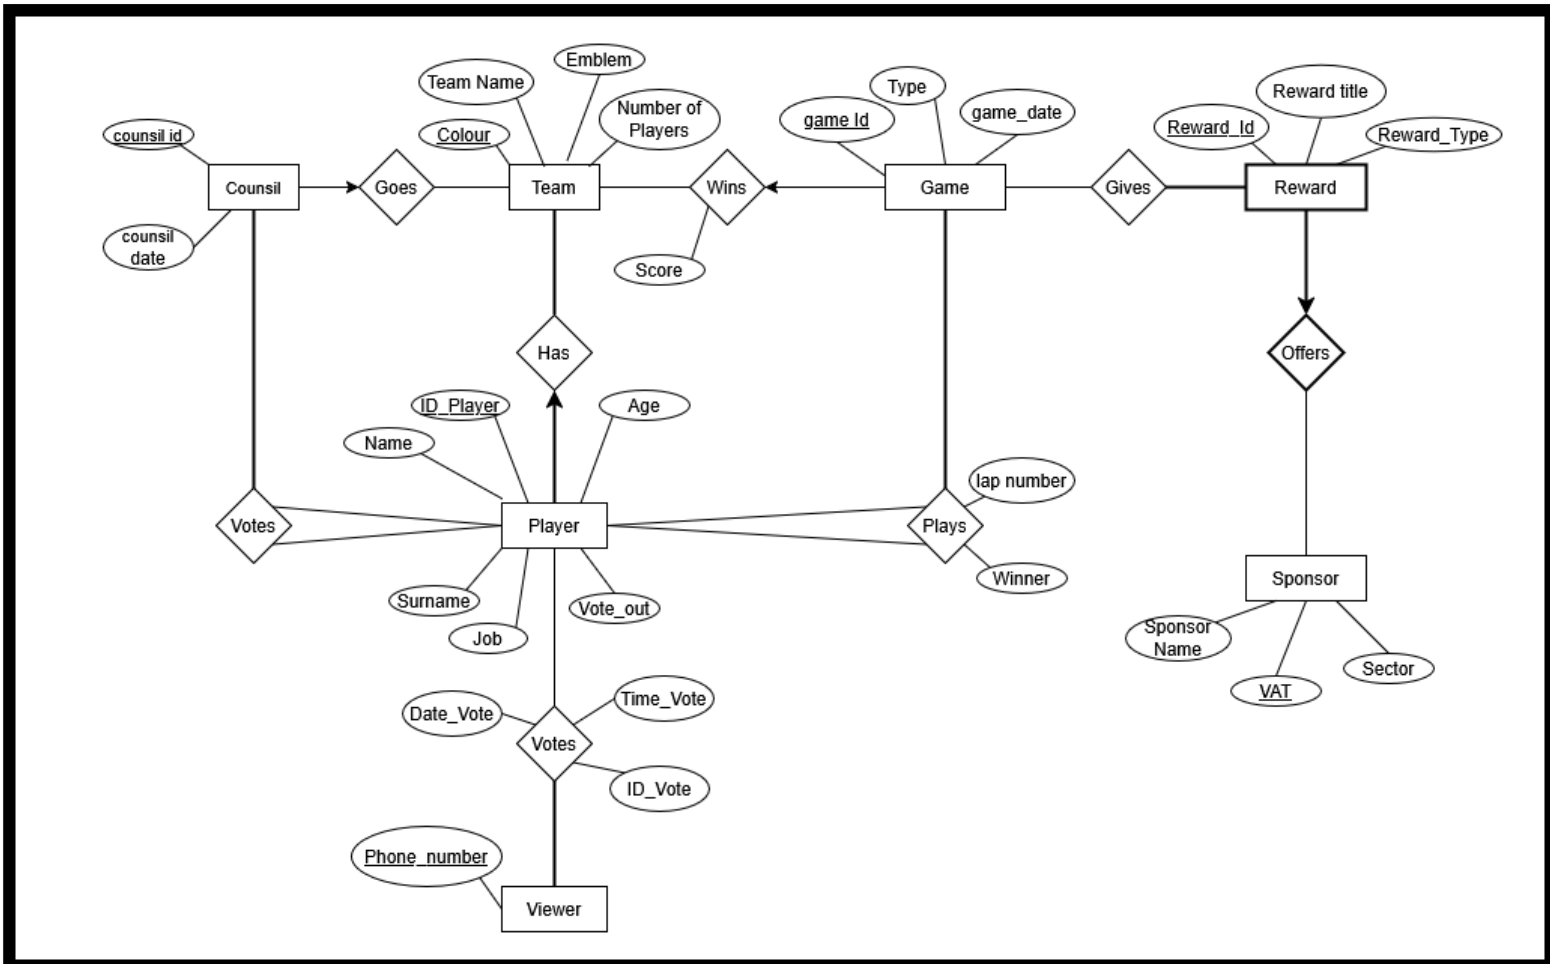 Emblem
Team Name
Type
Reward title
Number of
Players
game Id
game_date
Reward_Id
Reward_Type
counsil id
Colour
Counsil
Goes
Team
Wins
Game
Gives
Reward
counsil
date
Score
Has
Offers
ID_Player
Age
Name
lap number
Votes
Player
Plays
Winner
Sponsor
Surname
Vote_out
Job
Sponsor
Name
Sector
VAT
Date_Vote
Time_Vote
Votes
ID_Vote
Phone_number
Viewer